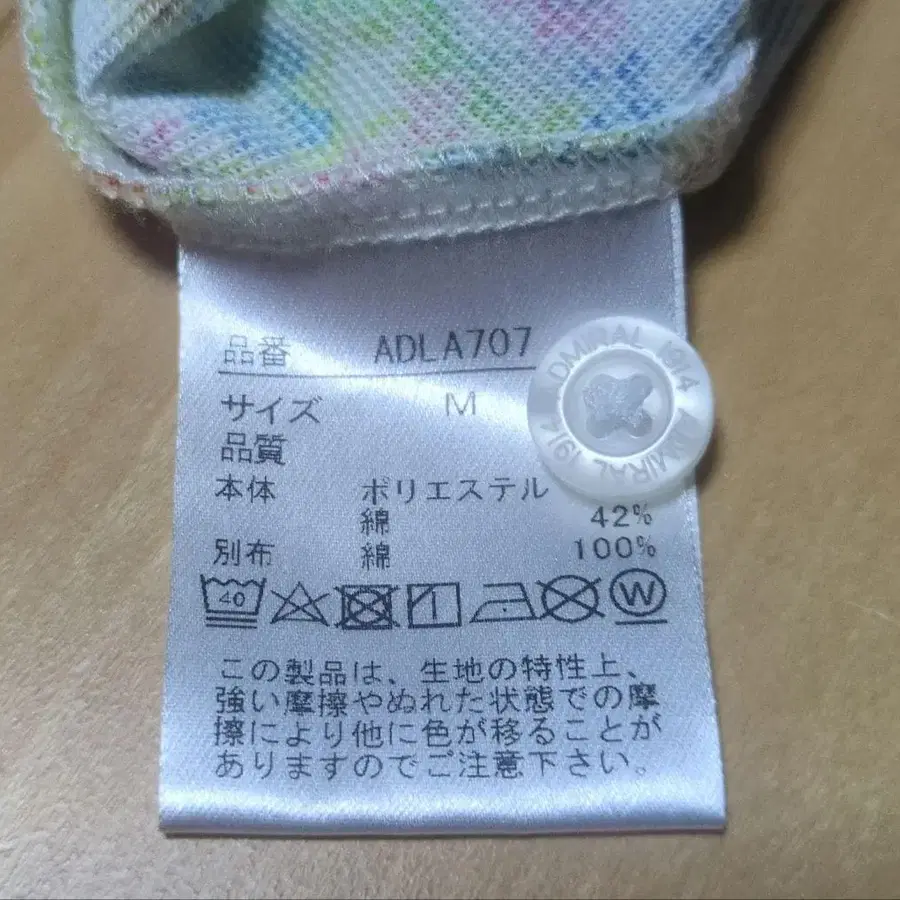 品番 ADLA707
サイズ M
品質
本体 ポリエステル
綿 42%
別布 綿 100%
40
W
この製品は、生地の特性上、
強い摩擦やぬれた状態での摩
擦により他に色が移ることが
ありますのでご注意下さい。
ADMIRAL 1914 ADMIRAL 1914